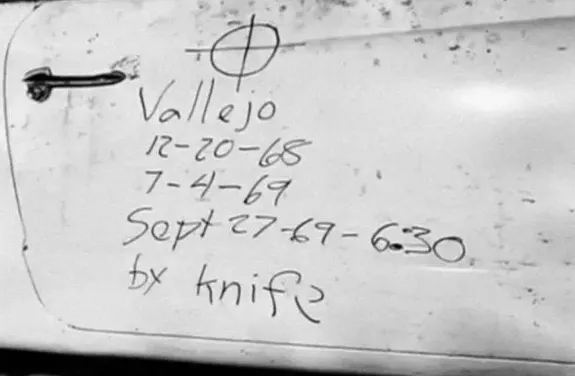 Vallejo
12-20-68
7-4-69
Sept 27-69-6:30
by knife